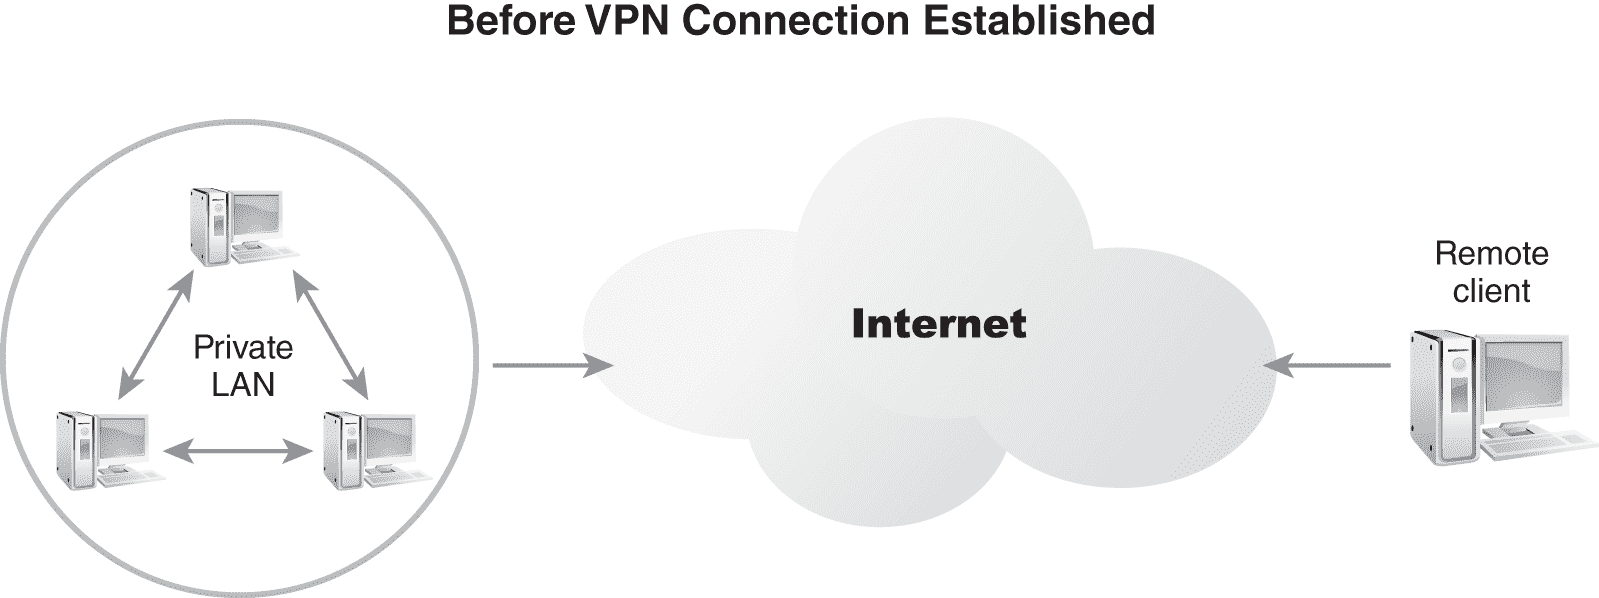 Before VPN Connection Established
Private
LAN
Internet
Remote
client